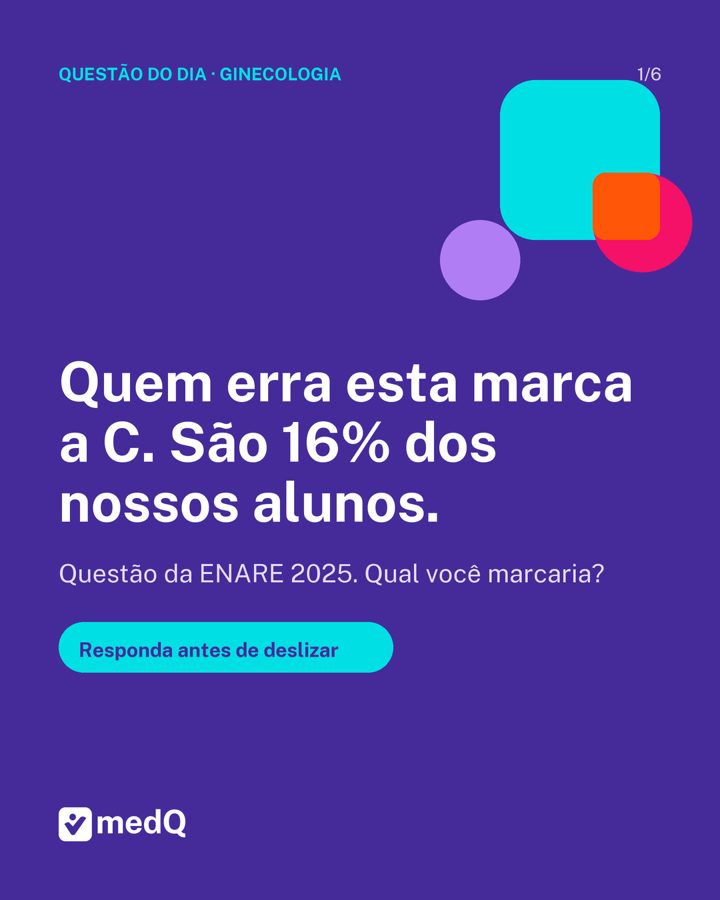 QUESTÃO DO DIA · GINECOLOGIA
1/6
Quem erra esta marca
a C. São 16% dos
nossos alunos.
Questão da ENARE 2025. Qual você marcaria?
Responda antes de deslizar
medQ